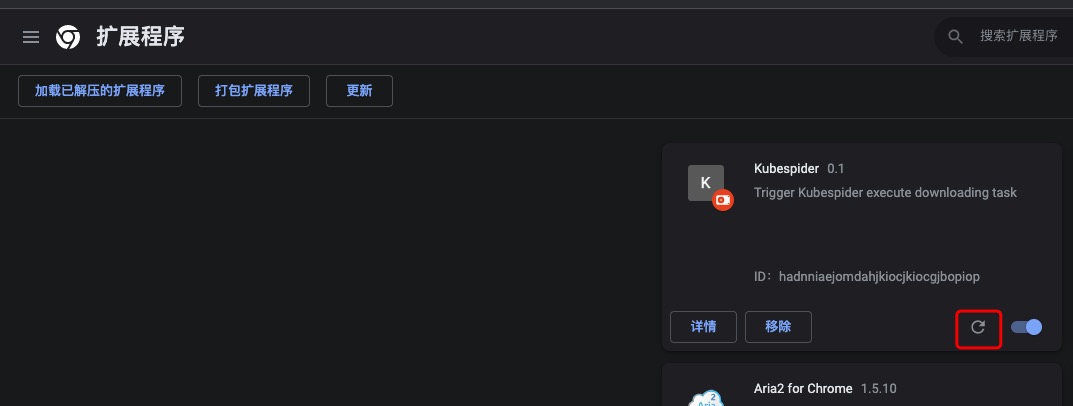 扩展程序
搜索扩展程序
加载已解压的扩展程序 打包扩展程序 更新
K
Kubespider 0.1
Trigger Kubespider execute downloading task
ID: hadnniaejomdahjkiocjkiocgjbopiop
详情 移除
Aria2 for Chrome 1.5.10
2
Aria